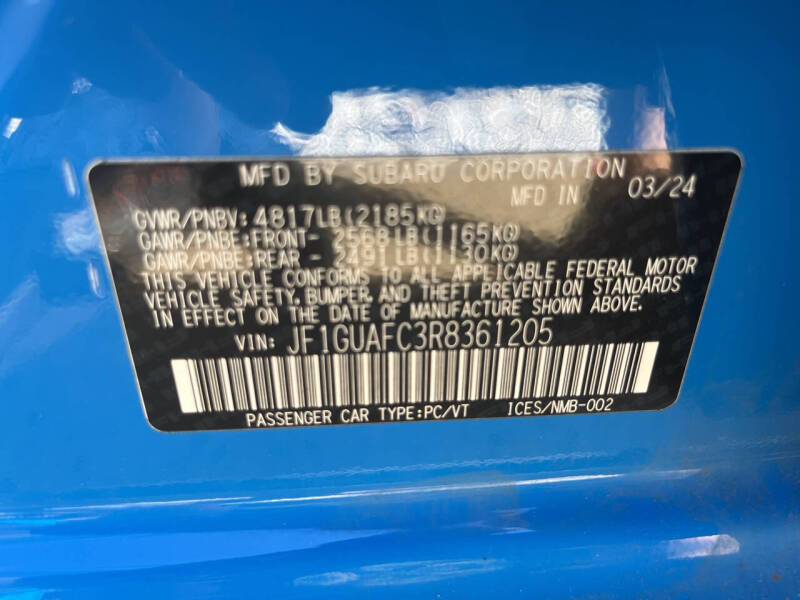 MFD BY SUBARU CORPORATION
MFD IN 03/24
GVWR/PNBV: 4817LB(2185KG)
GAWR/PNBE:FRONT- 2568LB(1165KG)
GAWR/PNBE:REAR - 2491LB(1130KG)
THIS VEHICLE CONFORMS TO ALL APPLICABLE FEDERAL MOTOR
VEHICLE SAFETY, BUMPER, AND THEFT PREVENTION STANDARDS
IN EFFECT ON THE DATE OF MANUFACTURE SHOWN ABOVE.
VIN: JF1GUAFC3R8361205
PASSENGER CAR TYPE:PC/VT ICES/NMB-002